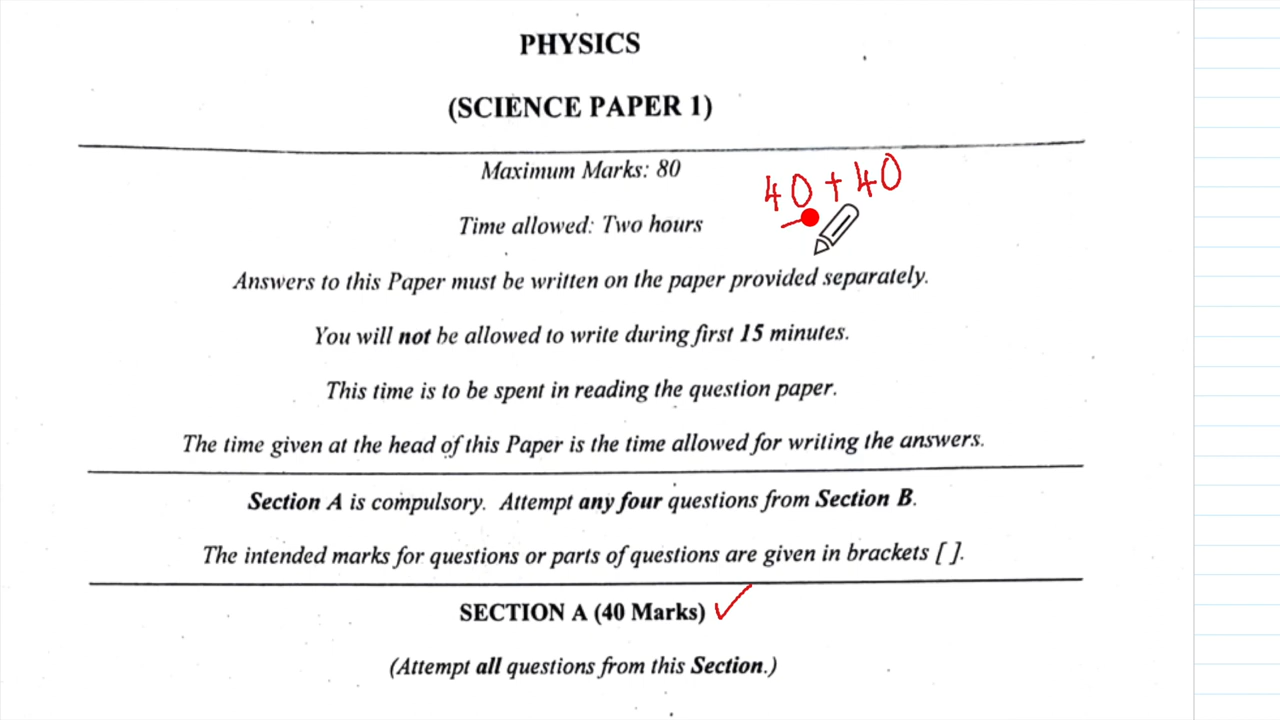 PHYSICS
(SCIENCE PAPER 1)
Maximum Marks: 80
40 + 40
Time allowed: Two hours
Answers to this Paper must be written on the paper provided separately.
You will not be allowed to write during first 15 minutes.
This time is to be spent in reading the question paper.
The time given at the head of this Paper is the time allowed for writing the answers.
Section A is compulsory. Attempt any four questions from Section B.
The intended marks for questions or parts of questions are given in brackets [ ].
SECTION A (40 Marks)
(Attempt all questions from this Section.)